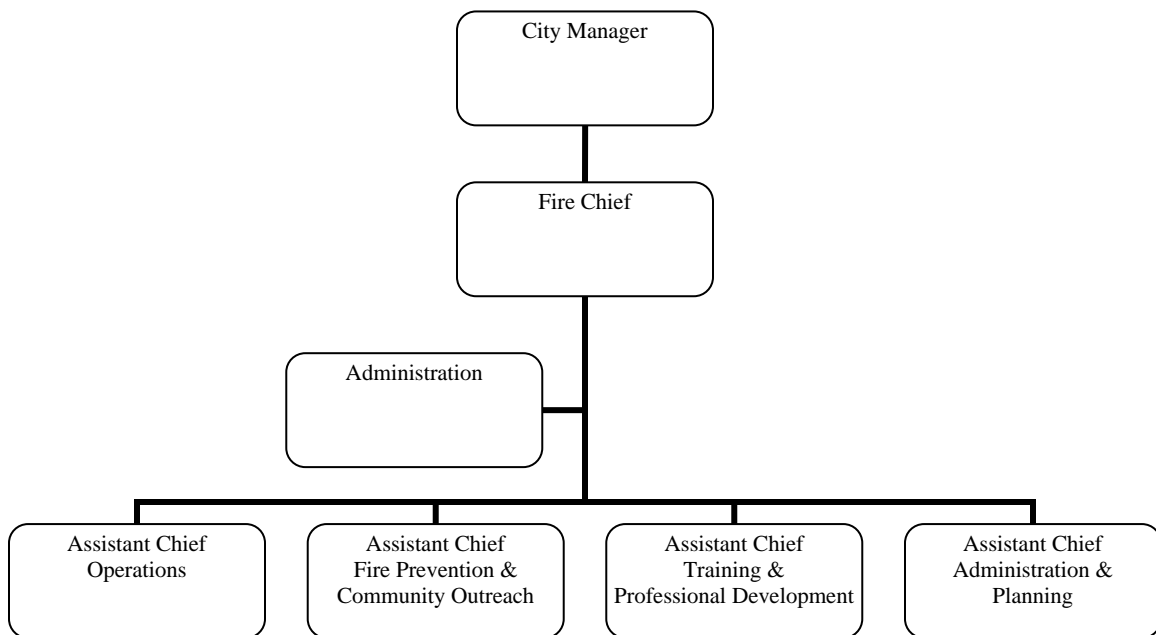 City Manager
Fire Chief
Administration
Assistant Chief
Operations
Assistant Chief
Fire Prevention &
Community Outreach
Assistant Chief
Training &
Professional Development
Assistant Chief
Administration &
Planning